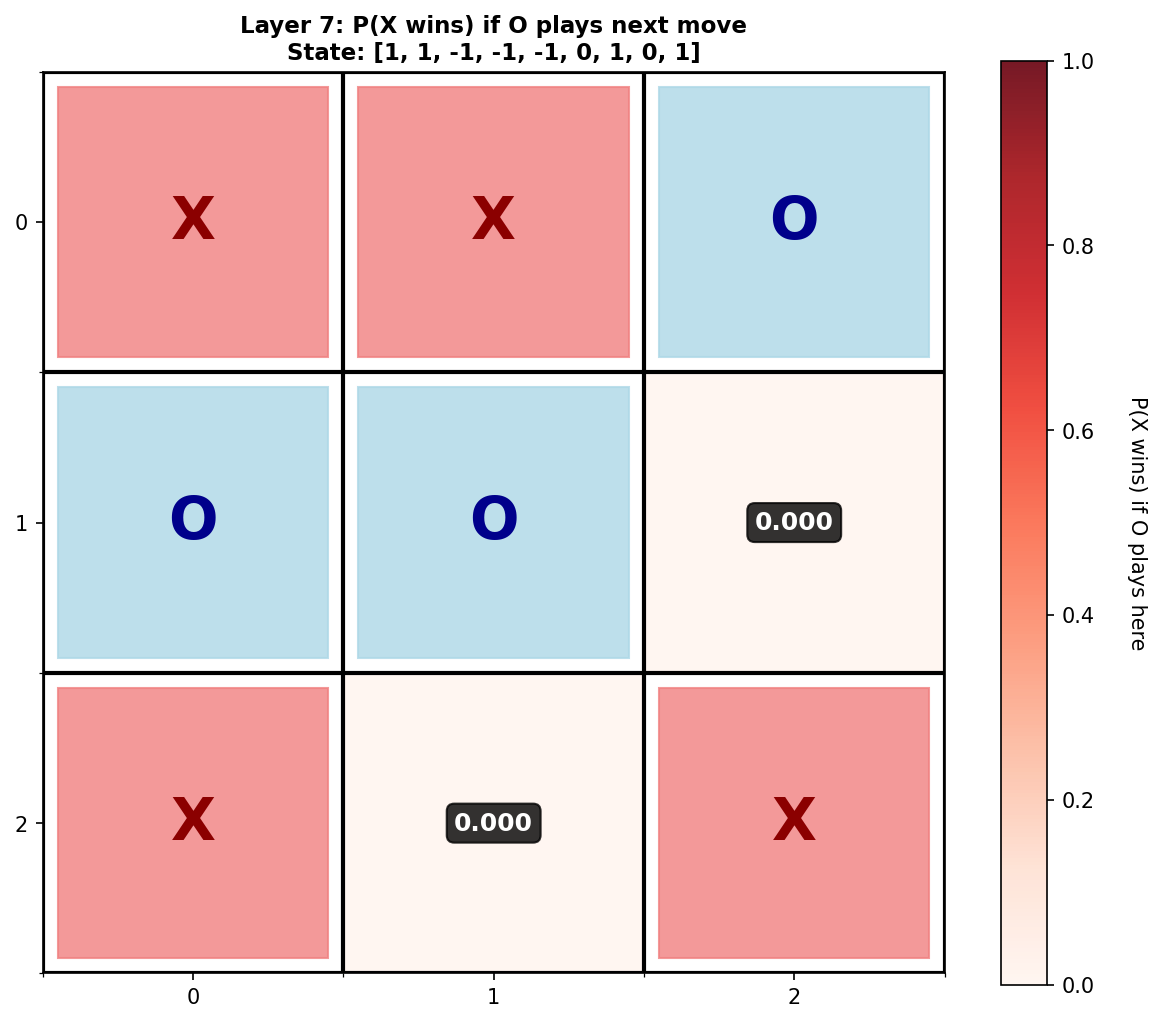 Layer 7: P(X wins) if O plays next move
State: [1, 1, -1, -1, -1, 0, 1, 0, 1]
0
X
X
O
1
O
O
0.000
2
X
0.000
X
0
1
2
1.0
0.8
0.6
0.4
0.2
0.0
P(X wins) if O plays here